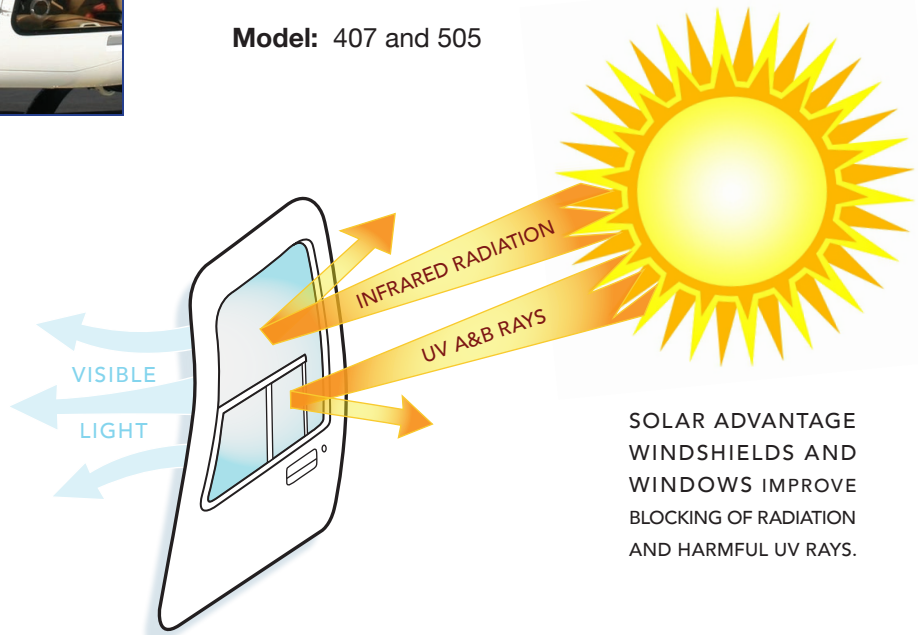 Model: 407 and 505
INFRARED RADIATION
UV A&B RAYS
VISIBLE
LIGHT
SOLAR ADVANTAGE
WINDSHIELDS AND
WINDOWS IMPROVE
BLOCKING OF RADIATION
AND HARMFUL UV RAYS.